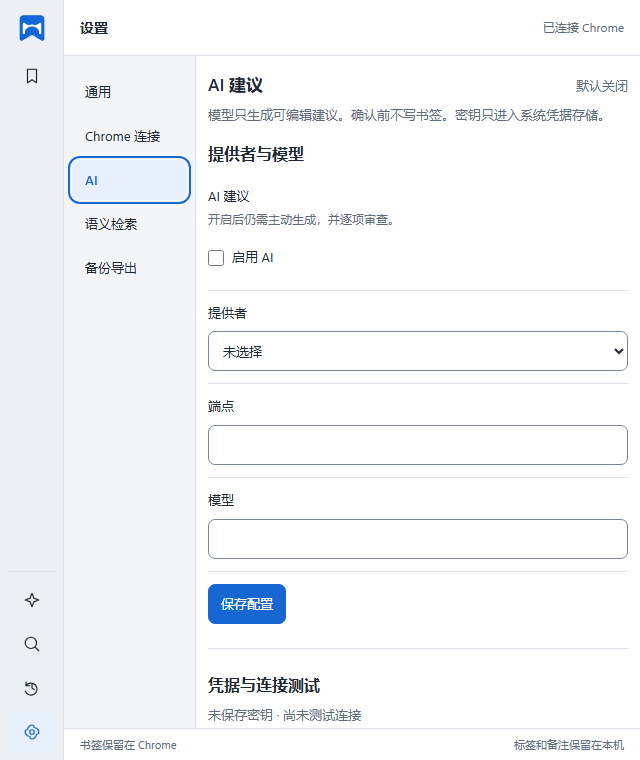 设置
已连接 Chrome
通用
Chrome 连接
AI
语义检索
备份导出
AI 建议
默认关闭
模型只生成可编辑建议。确认前不写书签。密钥只进入系统凭据存储。
提供者与模型
AI 建议
开启后仍需主动生成，并逐项审查。
启用 AI
提供者
未选择
端点
模型
保存配置
凭据与连接测试
未保存密钥 · 尚未测试连接
书签保留在 Chrome
标签和备注保留在本机